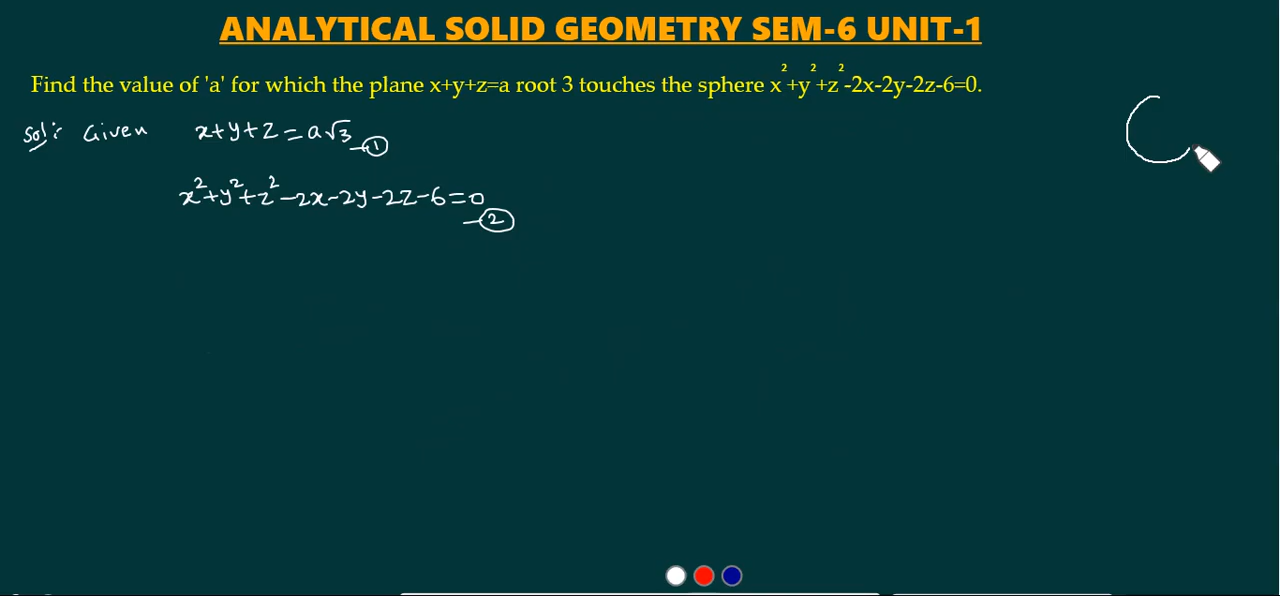 ANALYTICAL SOLID GEOMETRY SEM-6 UNIT-1
Find the value of 'a' for which the plane x+y+z=a root 3 touches the sphere x²+y²+z²-2x-2y-2z-6=0.
Sol:- Given x+y+z=a√3 —①
x²+y²+z²-2x-2y-2z-6=0 —②